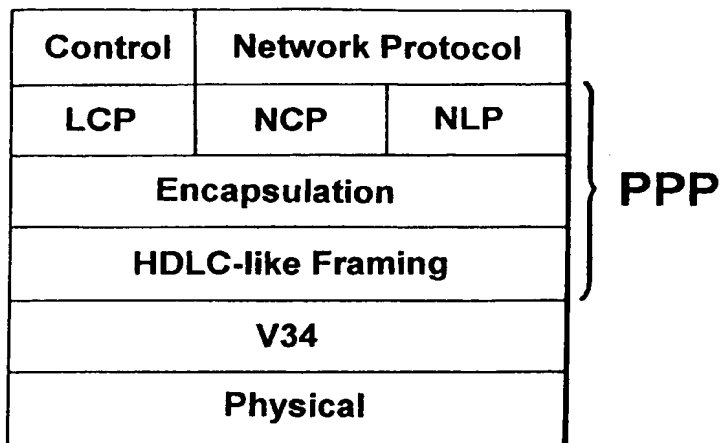 Control Network Protocol
LCP NCP NLP
Encapsulation
PPP
HDLC-like Framing
V34
Physical